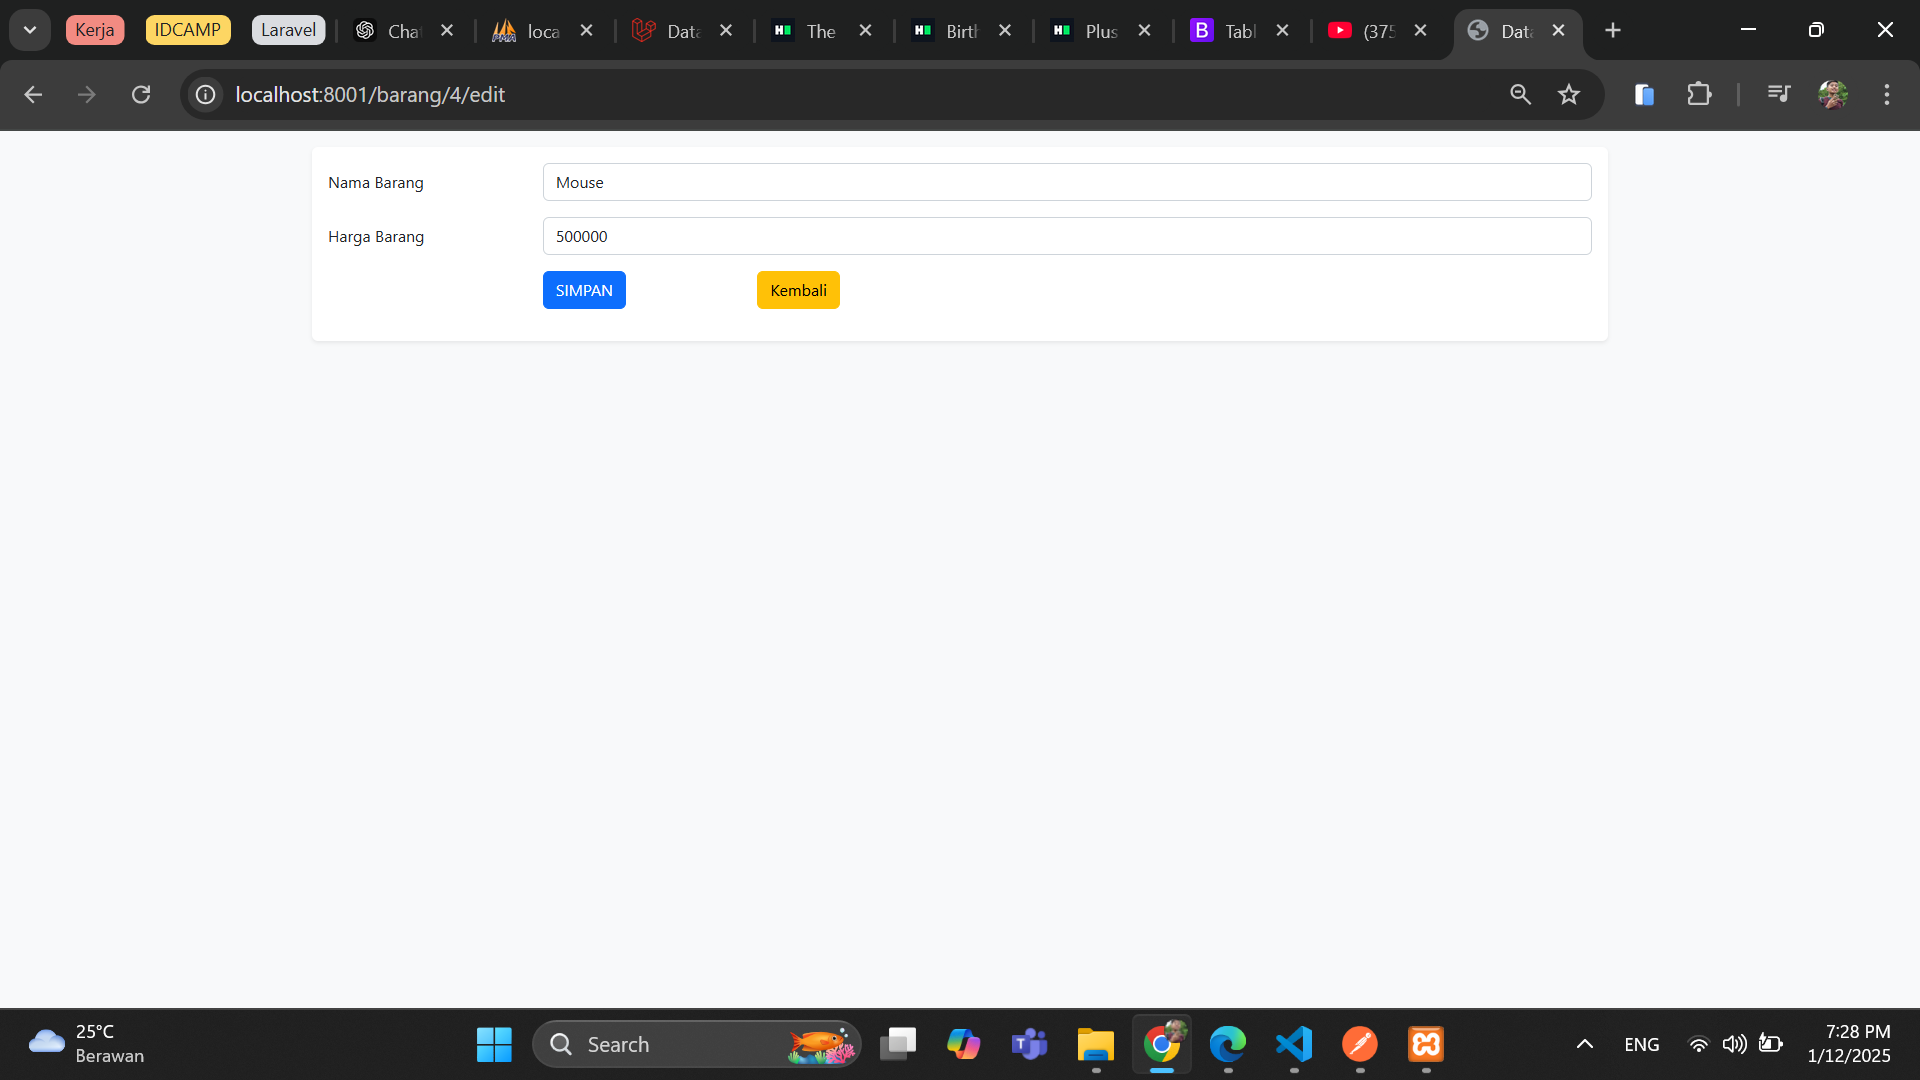 Kerja
IDCAMP
Laravel
Chat
loca
Data
The
Birth
Plus
Tabl
(375
Data
localhost:8001/barang/4/edit
Nama Barang
Mouse
Harga Barang
500000
SIMPAN
Kembali
25°C
Berawan
Search
ENG
7:28 PM
1/12/2025